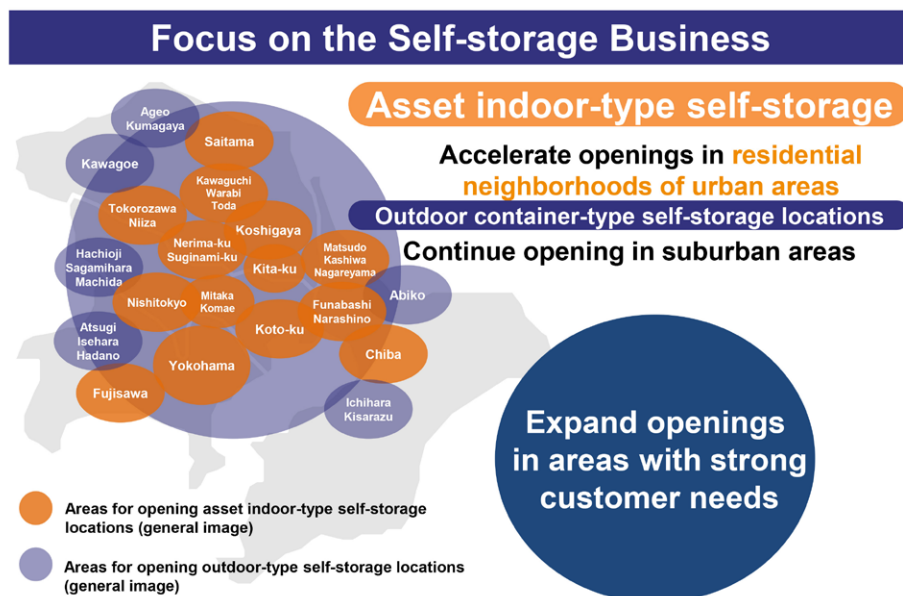 Focus on the Self-storage Business
Asset indoor-type self-storage
Accelerate openings in residential
neighborhoods of urban areas
Outdoor container-type self-storage locations
Continue opening in suburban areas
Ageo
Kumagaya
Saitama
Kawagoe
Kawaguchi
Warabi
Toda
Tokorozawa
Niiza
Koshigaya
Nerima-ku
Suginami-ku
Kita-ku
Matsudo
Kashiwa
Nagareyama
Hachioji
Sagamihara
Machida
Abiko
Nishitokyo
Mitaka
Komae
Funabashi
Narashino
Koto-ku
Atsugi
Isehara
Hadano
Chiba
Yokohama
Fujisawa
Ichihara
Kisarazu
Expand openings
in areas with strong
customer needs
Areas for opening asset indoor-type self-storage
locations (general image)
Areas for opening outdoor-type self-storage locations
(general image)